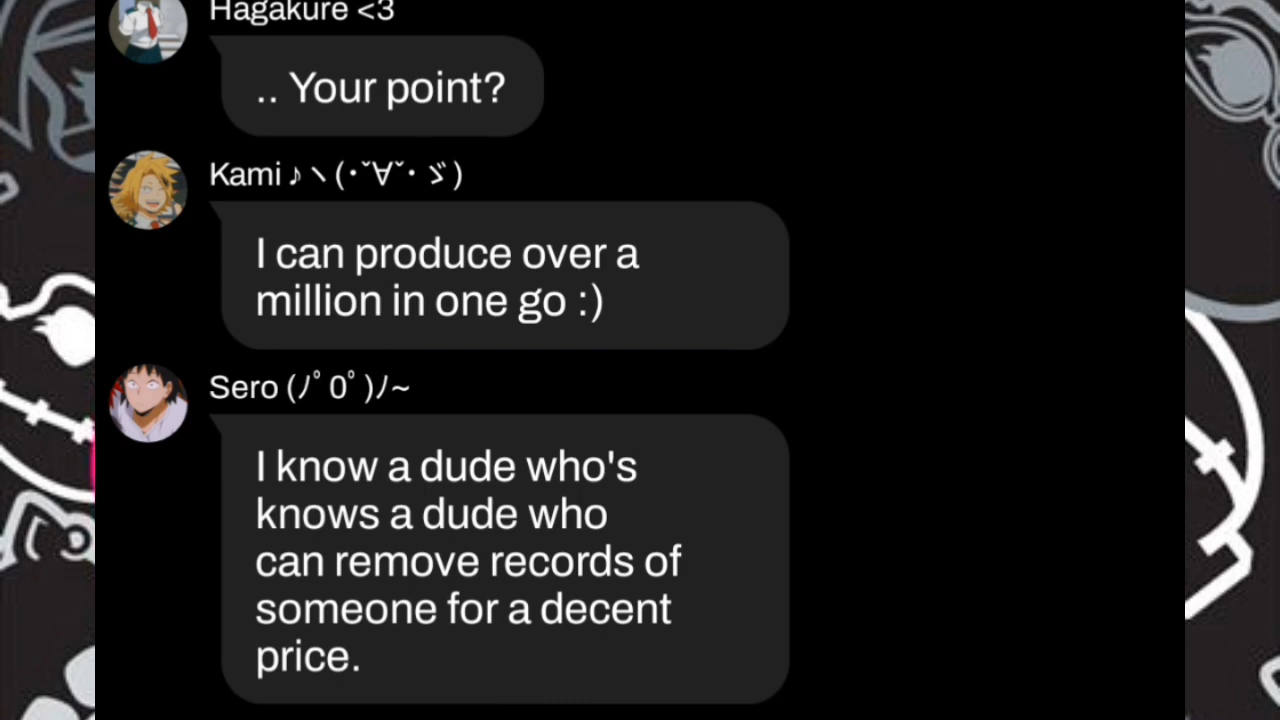 Hagakure <3
.. Your point?
Kami ♪ヽ(･ˇ∀ˇ･ゞ)
I can produce over a
million in one go :)
Sero (ﾉﾟ0ﾟ)ﾉ~
I know a dude who's
knows a dude who
can remove records of
someone for a decent
price.